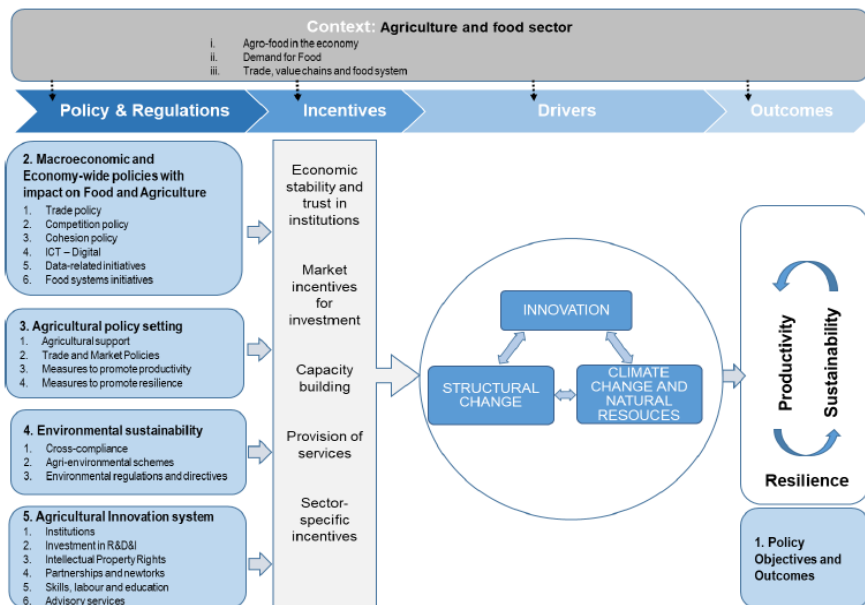 Context: Agriculture and food sector
i. Agro-food in the economy
ii. Demand for Food
iii. Trade, value chains and food system
Policy & Regulations
Incentives
Drivers
Outcomes
2. Macroeconomic and
Economy-wide policies with
impact on Food and Agriculture
1. Trade policy
2. Competition policy
3. Cohesion policy
4. ICT – Digital
5. Data-related initiatives
6. Food systems initiatives
3. Agricultural policy setting
1. Agricultural support
2. Trade and Market Policies
3. Measures to promote productivity
4. Measures to promote resilience
4. Environmental sustainability
1. Cross-compliance
2. Agri-environmental schemes
3. Environmental regulations and directives
5. Agricultural Innovation system
1. Institutions
2. Investment in R&D&I
3. Intellectual Property Rights
4. Partnerships and newtorks
5. Skills, labour and education
6. Advisory services
Economic
stability and
trust in
institutions
Market
incentives
for
investment
Capacity
building
Provision of
services
Sector-
specific
incentives
INNOVATION
STRUCTURAL
CHANGE
CLIMATE
CHANGE AND
NATURAL
RESOUCES
Productivity
Sustainability
Resilience
1. Policy
Objectives and
Outcomes